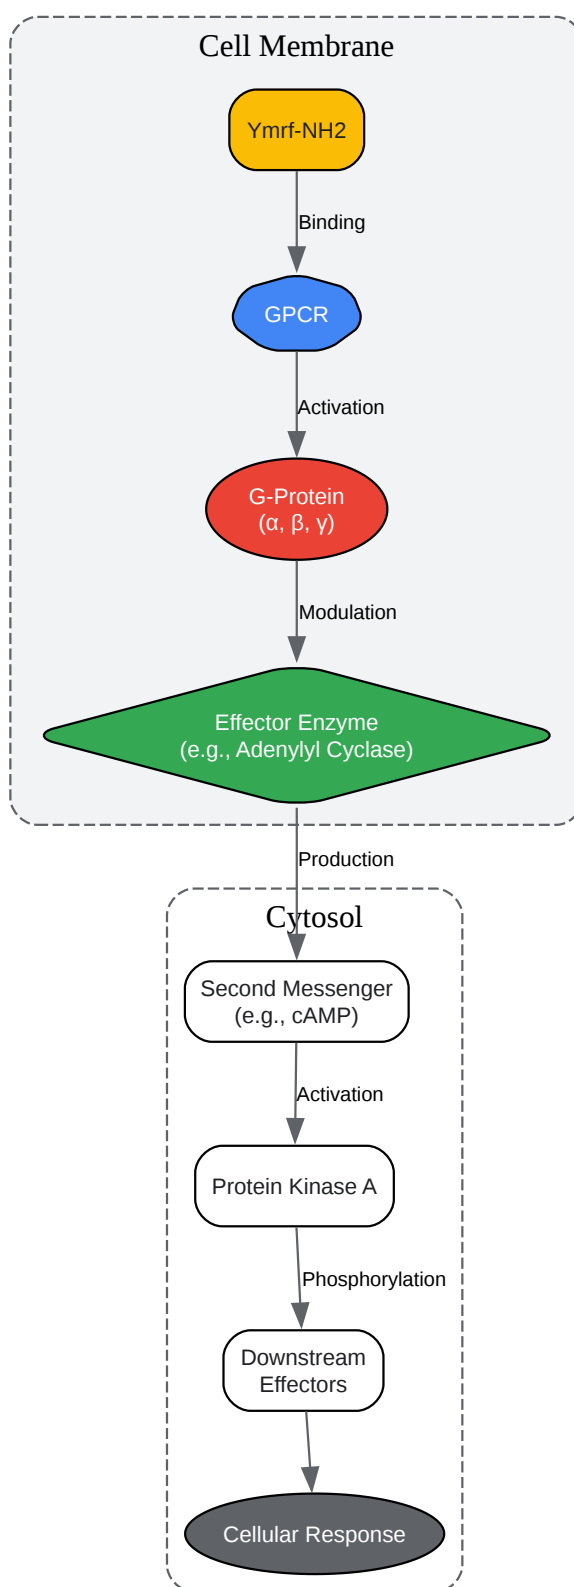 Cell Membrane
Ymrf-NH2
Binding
GPCR
Activation
G-Protein
(α, β, γ)
Modulation
Effector Enzyme
(e.g., Adenylyl Cyclase)
Production
Cytosol
Second Messenger
(e.g., cAMP)
Activation
Protein Kinase A
Phosphorylation
Downstream
Effectors
Cellular Response